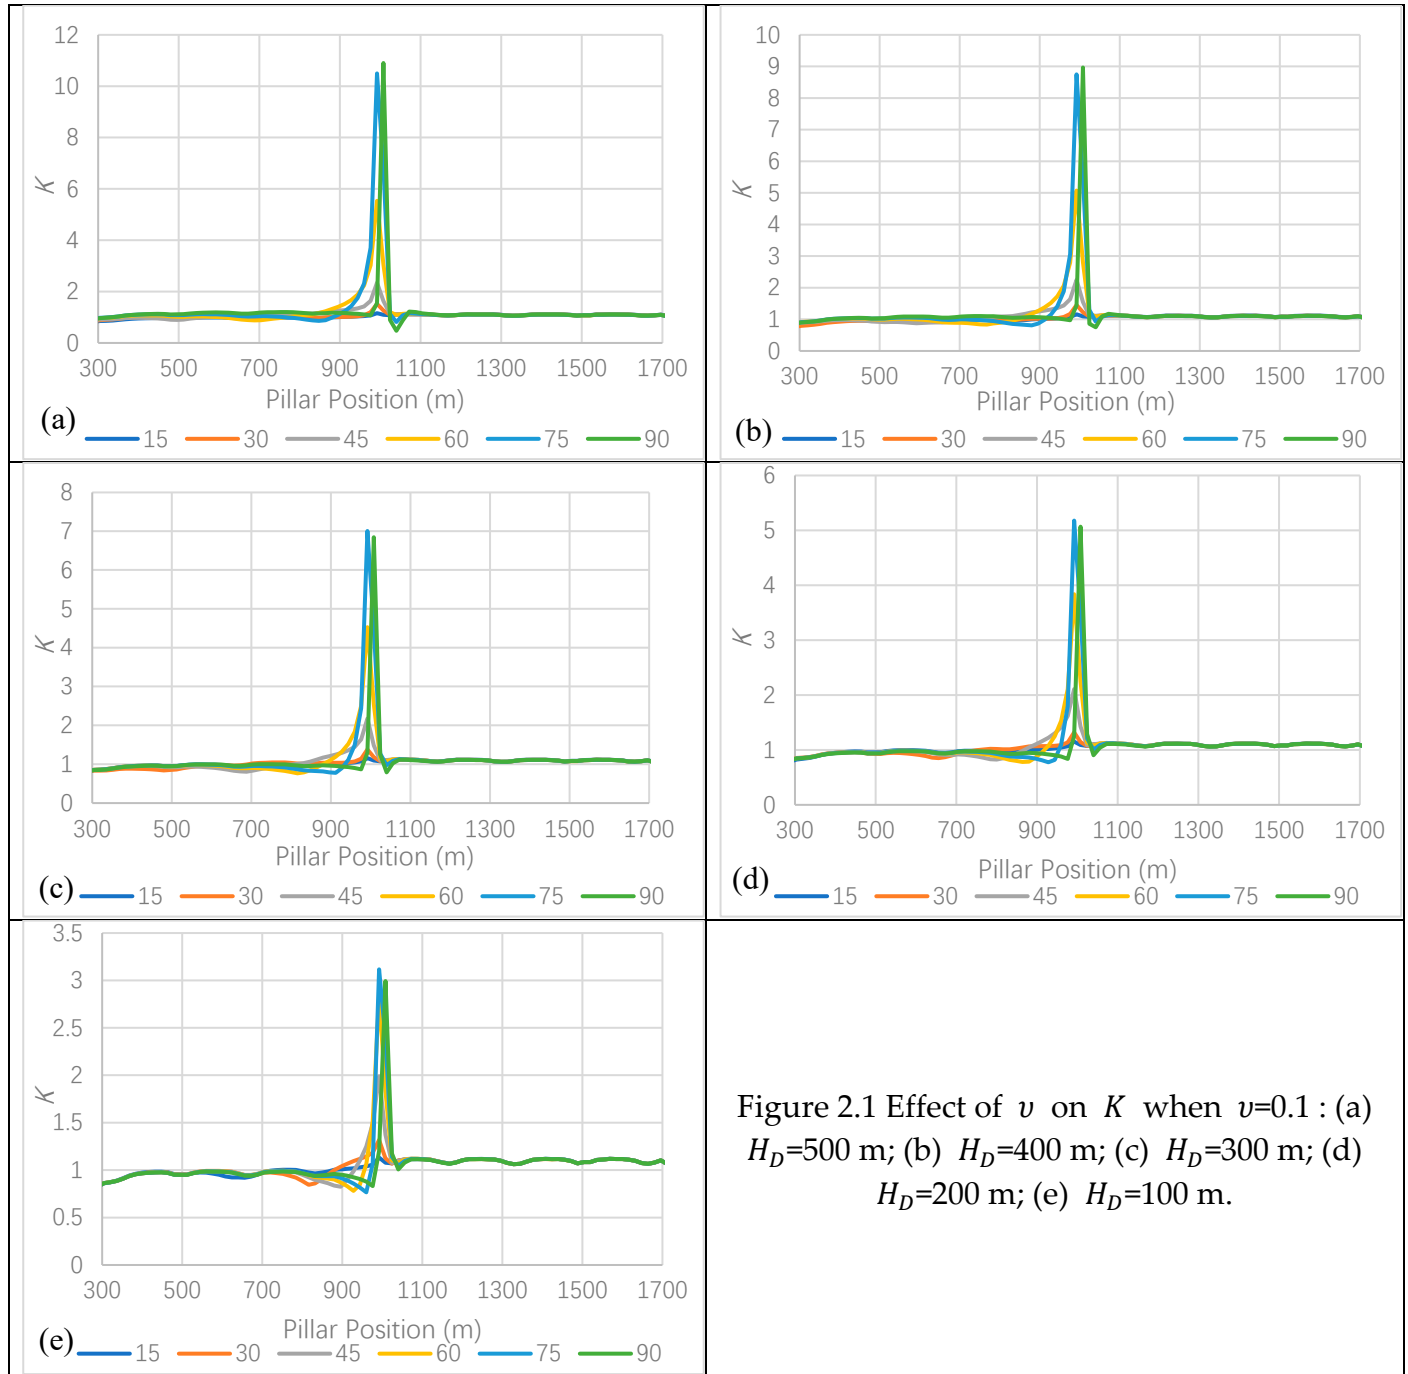 12
10
8
6
4
2
0
K
300 500 700 900 1100 1300 1500 1700
Pillar Position (m)
(a)
15 30 45 60 75 90
10
9
8
7
6
5
4
3
2
1
0
K
300 500 700 900 1100 1300 1500 1700
Pillar Position (m)
(b)
15 30 45 60 75 90
8
7
6
5
4
3
2
1
0
K
300 500 700 900 1100 1300 1500 1700
Pillar Position (m)
(c)
15 30 45 60 75 90
6
5
4
3
2
1
0
K
300 500 700 900 1100 1300 1500 1700
Pillar Position (m)
(d)
15 30 45 60 75 90
3.5
3
2.5
2
1.5
1
0.5
0
K
300 500 700 900 1100 1300 1500 1700
Pillar Position (m)
(e)
15 30 45 60 75 90
Figure 2.1 Effect of υ on K when υ=0.1 : (a)
H_D=500 m; (b) H_D=400 m; (c) H_D=300 m; (d)
H_D=200 m; (e) H_D=100 m.